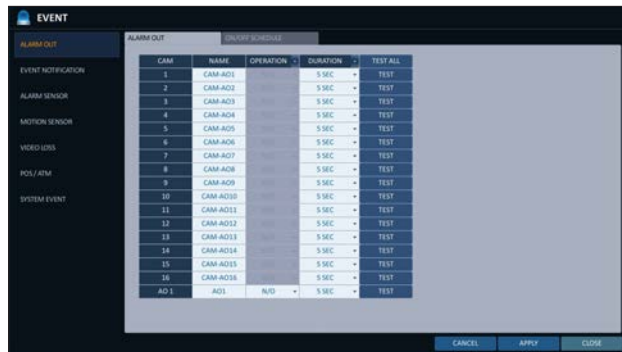 EVENT
ALARM OUT
EVENT NOTIFICATION
ALARM SENSOR
MOTION SENSOR
VIDEO LOSS
POS / ATM
SYSTEM EVENT
ALARM OUT ON/OFF SCHEDULE
CAM NAME OPERATION DURATION TEST ALL
1 CAM-AO1 5 SEC TEST
2 CAM-AO2 5 SEC TEST
3 CAM-AO3 5 SEC TEST
4 CAM-AO4 5 SEC TEST
5 CAM-AO5 5 SEC TEST
6 CAM-AO6 5 SEC TEST
7 CAM-AO7 5 SEC TEST
8 CAM-AO8 5 SEC TEST
9 CAM-AO9 5 SEC TEST
10 CAM-AO10 5 SEC TEST
11 CAM-AO11 5 SEC TEST
12 CAM-AO12 5 SEC TEST
13 CAM-AO13 5 SEC TEST
14 CAM-AO14 5 SEC TEST
15 CAM-AO15 5 SEC TEST
16 CAM-AO16 5 SEC TEST
AO 1 AO1 N/O 5 SEC TEST
CANCEL APPLY CLOSE